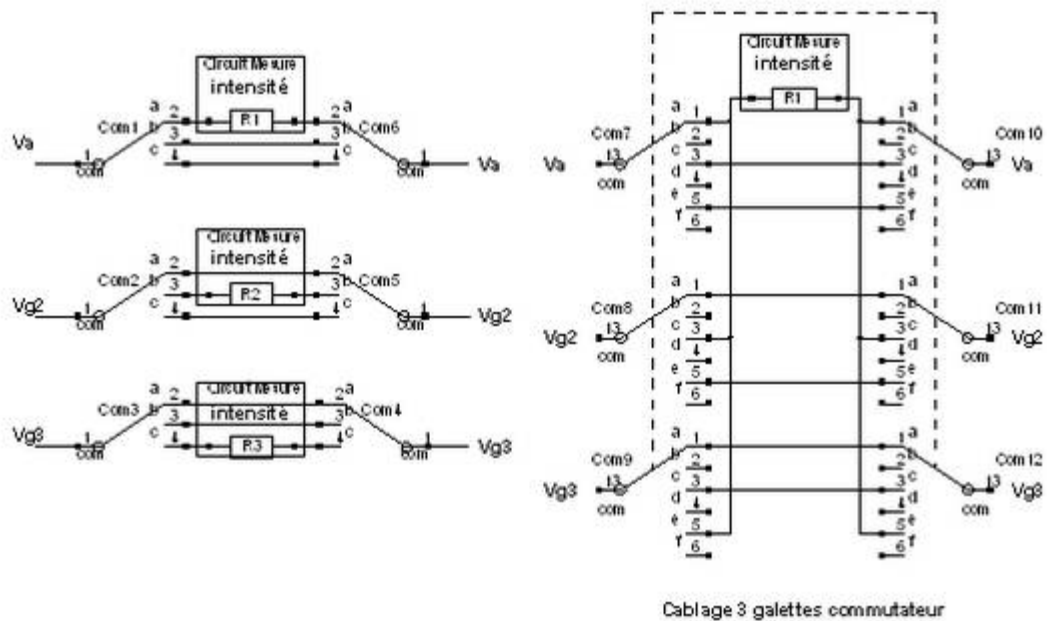 Circuit Mesure
intensité
R1
a
2
b
3
c
4
Com1
Va
1
com
2
a
3
b
4
c
Com6
1
com
Va
Circuit Mesure
intensité
R2
a
2
b
3
c
4
Com2
Vg2
1
com
2
a
3
b
4
c
Com5
1
com
Vg2
Circuit Mesure
intensité
R3
a
2
b
3
c
4
Com3
Vg3
1
com
2
a
3
b
4
c
Com4
1
com
Vg3
Circuit Mesure
intensité
R1
a
1
b
2
c
3
d
4
e
5
f
6
Com7
Va
13
com
1
a
2
b
3
c
4
d
5
e
6
f
Com10
13
Va
com
a
1
b
2
c
3
d
4
e
5
f
6
Com8
Vg2
13
com
1
a
2
b
3
c
4
d
5
e
6
f
Com11
13
Vg2
com
a
1
b
2
c
3
d
4
e
5
f
6
Com9
Vg3
13
com
1
a
2
b
3
c
4
d
5
e
6
f
Com12
13
Vg3
com
Cablage 3 galettes commutateur